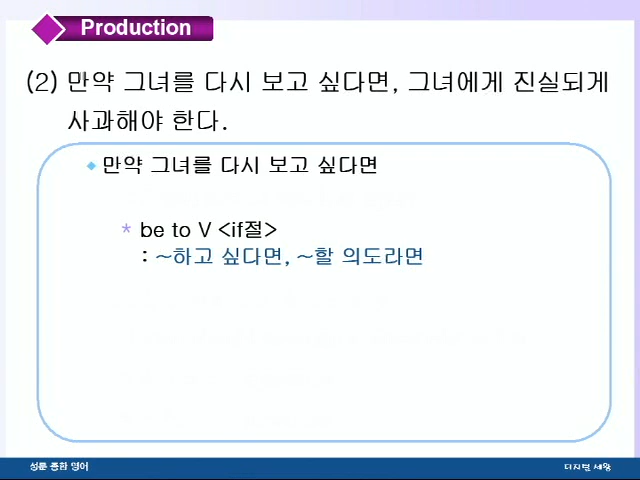 Production
(2) 만약 그녀를 다시 보고 싶다면, 그녀에게 진실되게
사과해야 한다.
만약 그녀를 다시 보고 싶다면
* be to V <if절>
: ~하고 싶다면, ~할 의도라면
성문 종합 영어
디지털 세왕